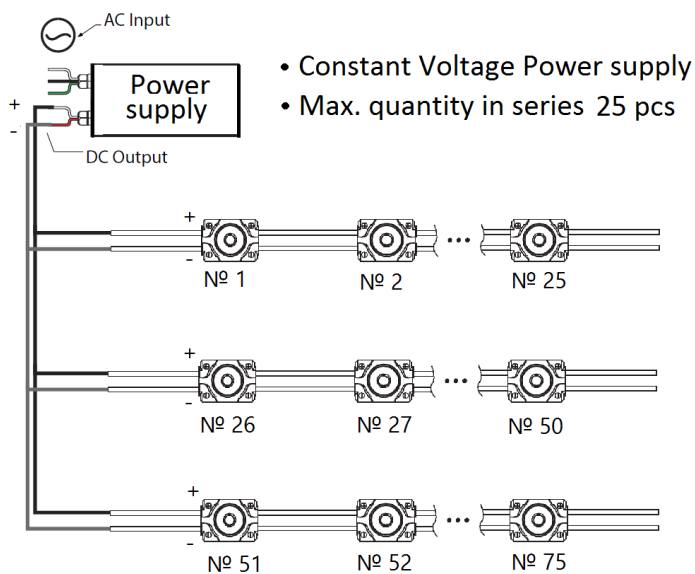 AC Input
Power
supply
• Constant Voltage Power supply
• Max. quantity in series 25 pcs
+
-
DC Output
+
-
№ 1 № 2 ... № 25
+
-
№ 26 № 27 ... № 50
+
-
№ 51 № 52 ... № 75